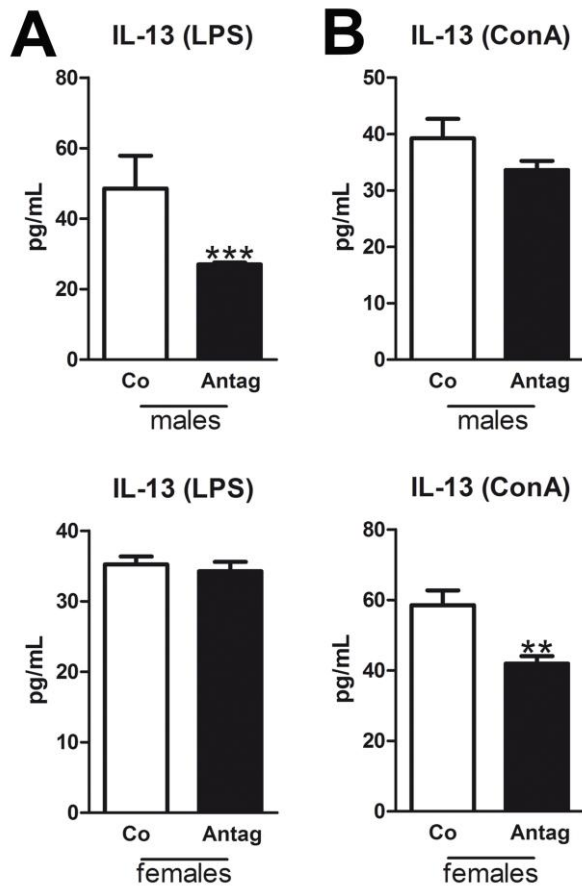 A
IL-13 (LPS)
pg/mL
80
60
40
20
0
***
Co Antag
males
B
IL-13 (ConA)
pg/mL
50
40
30
20
10
0
Co Antag
males
IL-13 (LPS)
pg/mL
40
30
20
10
0
Co Antag
females
IL-13 (ConA)
pg/mL
80
60
40
20
0
**
Co Antag
females